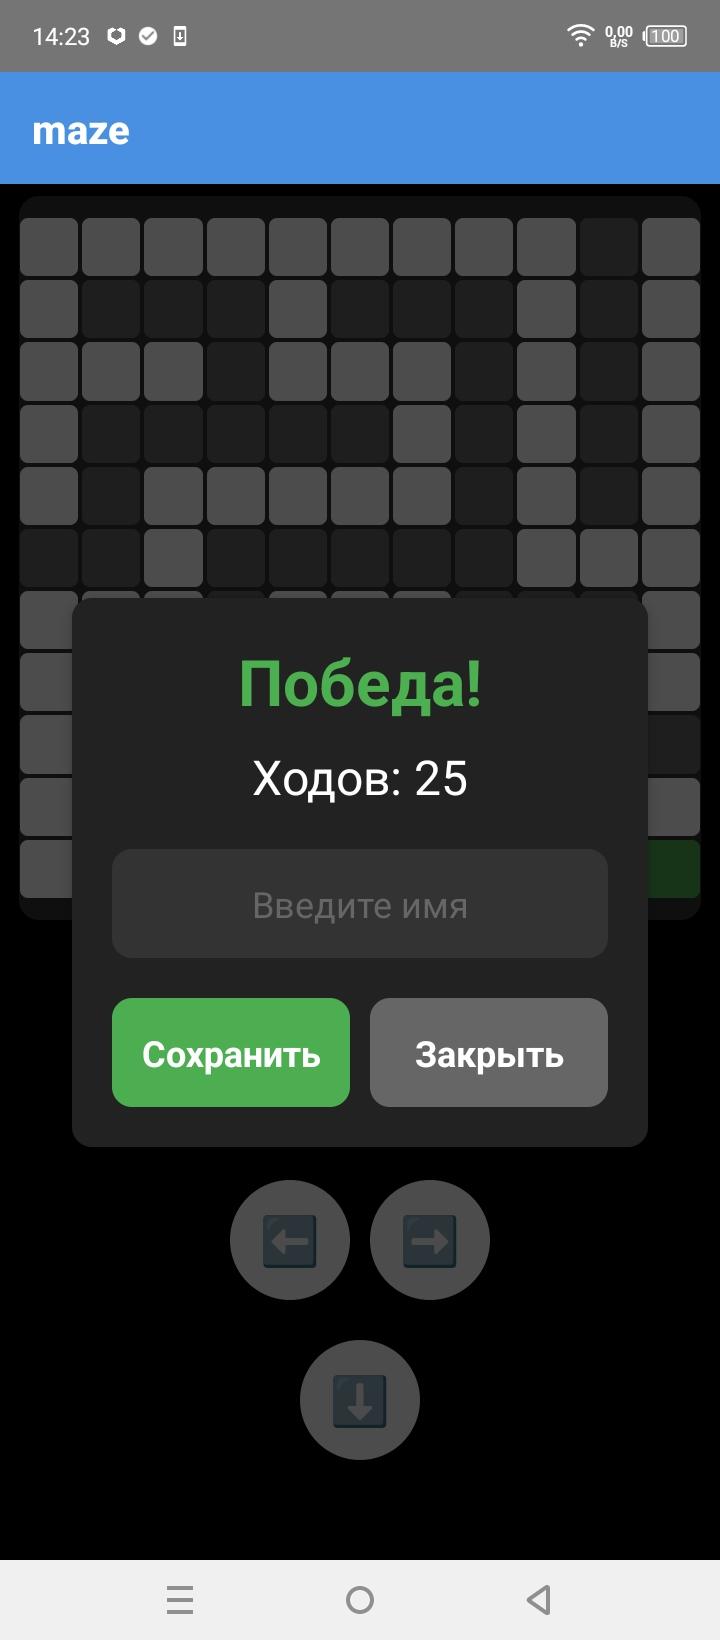 14:23
0,00
B/S
100
maze
Победа!
Ходов: 25
Введите имя
Сохранить
Закрыть